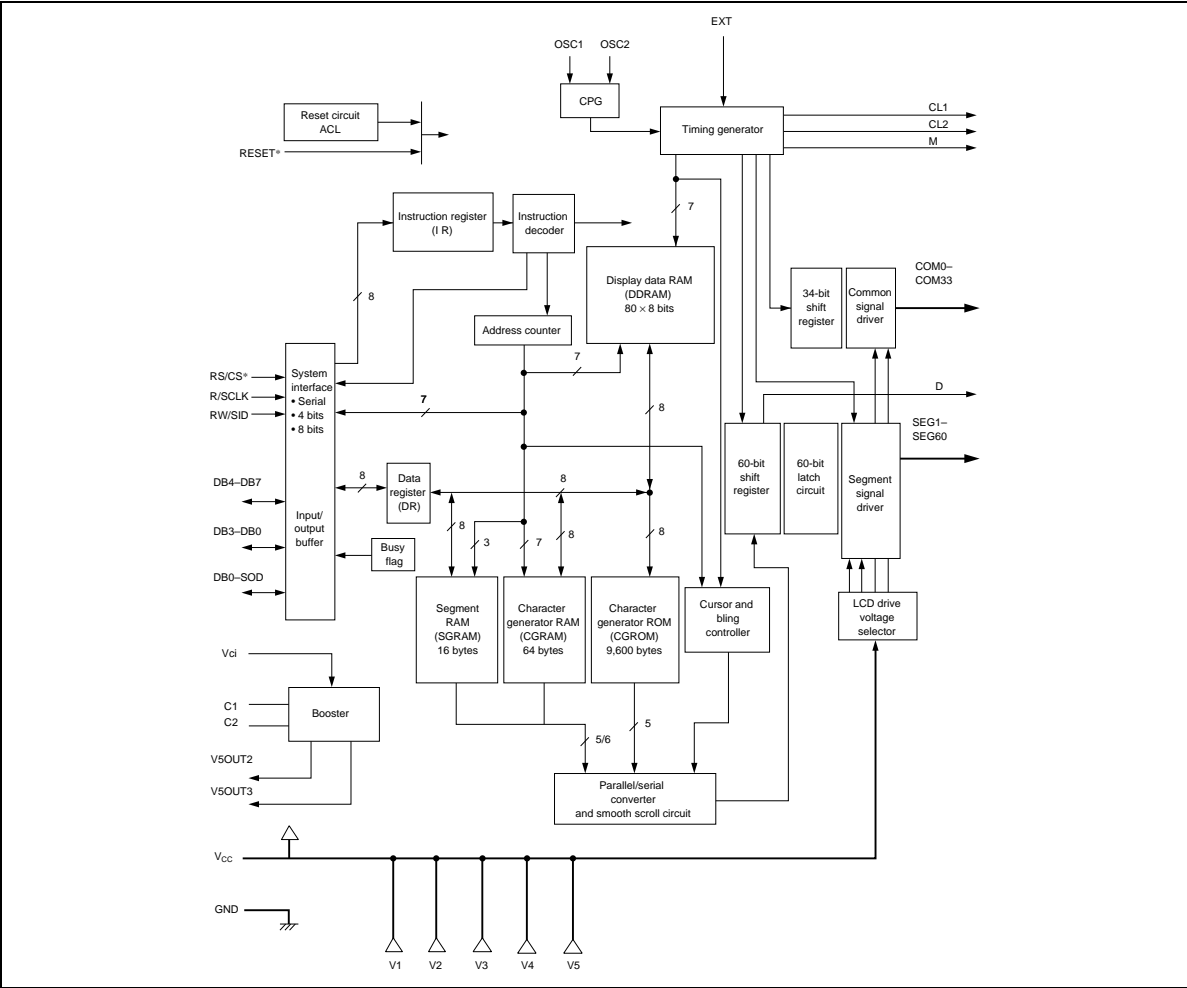 EXT
OSC1 OSC2
CPG
Timing generator
CL1
CL2
M
Reset circuit
ACL
RESET*
Instruction register
(I R)
Instruction
decoder
7
8
Display data RAM
(DDRAM)
80 × 8 bits
34-bit
shift
register
Common
signal
driver
COM0–
COM33
Address counter
7
RS/CS*
R/SCLK
RW/SID
System
interface
• Serial
• 4 bits
• 8 bits
7
8
D
SEG1–
SEG60
60-bit
shift
register
60-bit
latch
circuit
Segment
signal
driver
DB4–DB7
DB3–DB0
DB0–SOD
Input/
output
buffer
8
Data
register
(DR)
8
8
3
7
8
8
Busy
flag
Segment
RAM
(SGRAM)
16 bytes
Character
generator RAM
(CGRAM)
64 bytes
Character
generator ROM
(CGROM)
9,600 bytes
Cursor and
bling
controller
LCD drive
voltage
selector
Vci
C1
C2
Booster
V5OUT2
V5OUT3
5/6
5
Parallel/serial
converter
and smooth scroll circuit
VCC
GND
V1 V2 V3 V4 V5